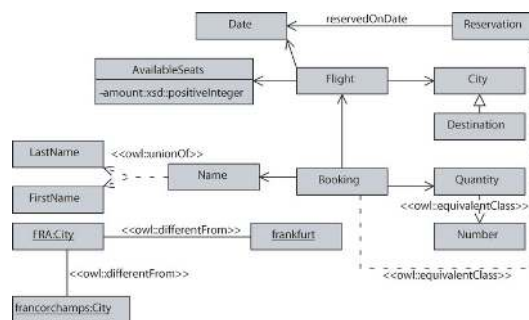 Date
reservedOnDate
Reservation
AvailableSeats
-amount:xsd:positiveInteger
Flight
City
Destination
LastName
<<owl::unionOf>>
FirstName
Name
Booking
Quantity
<<owl::equivalentClass>>
FRA:City
<<owl::differentFrom>>
frankfurt
Number
<<owl::differentFrom>>
<<owl::equivalentClass>>
francorchamps:City